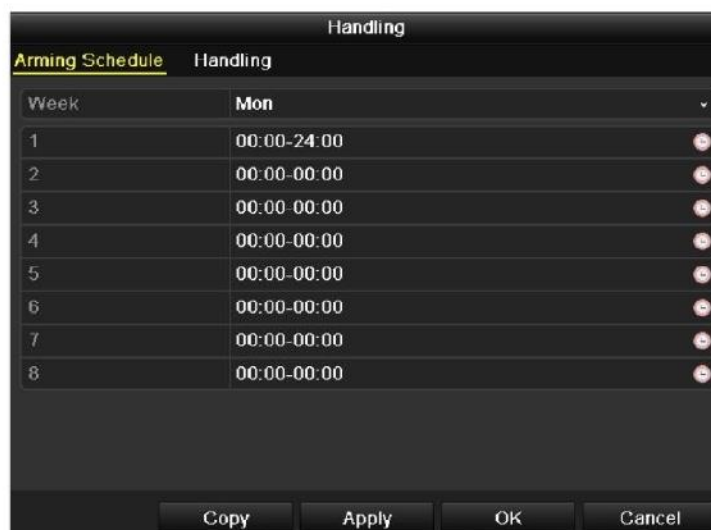 Handling
Arming Schedule Handling
Week Mon
1 00:00-24:00
2 00:00-00:00
3 00:00-00:00
4 00:00-00:00
5 00:00-00:00
6 00:00-00:00
7 00:00-00:00
8 00:00-00:00
Copy Apply OK Cancel